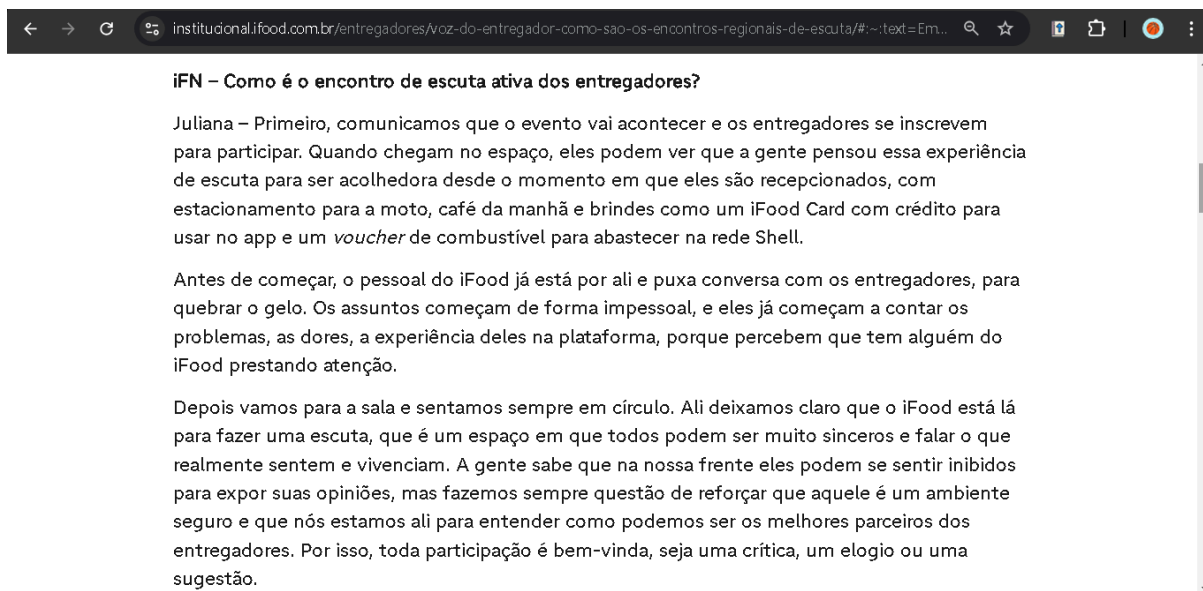 institucional.ifood.com.br/entregadores/voz-do-entregador-como-sao-os-encontros-regionais-de-escuta/#:~:text=Em...
iFN – Como é o encontro de escuta ativa dos entregadores?
Juliana – Primeiro, comunicamos que o evento vai acontecer e os entregadores se inscrevem
para participar. Quando chegam no espaço, eles podem ver que a gente pensou essa experiência
de escuta para ser acolhedora desde o momento em que eles são recepcionados, com
estacionamento para a moto, café da manhã e brindes como um iFood Card com crédito para
usar no app e um voucher de combustível para abastecer na rede Shell.
Antes de começar, o pessoal do iFood já está por ali e puxa conversa com os entregadores, para
quebrar o gelo. Os assuntos começam de forma impessoal, e eles já começam a contar os
problemas, as dores, a experiência deles na plataforma, porque percebem que tem alguém do
iFood prestando atenção.
Depois vamos para a sala e sentamos sempre em círculo. Ali deixamos claro que o iFood está lá
para fazer uma escuta, que é um espaço em que todos podem ser muito sinceros e falar o que
realmente sentem e vivenciam. A gente sabe que na nossa frente eles podem se sentir inibidos
para expor suas opiniões, mas fazemos sempre questão de reforçar que aquele é um ambiente
seguro e que nós estamos ali para entender como podemos ser os melhores parceiros dos
entregadores. Por isso, toda participação é bem-vinda, seja uma crítica, um elogio ou uma
sugestão.